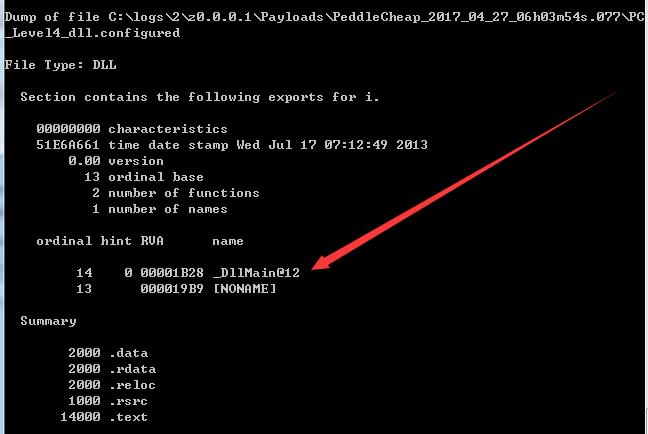 Dump of file C:\logs\2\z0.0.0.1\Payloads\PeddleCheap_2017_04_27_06h03m54s.077\PC
_Level4_dll.configured
File Type: DLL
Section contains the following exports for i.
00000000 characteristics
51E6A661 time date stamp Wed Jul 17 07:12:49 2013
0.00 version
13 ordinal base
2 number of functions
1 number of names
ordinal hint RVA name
14 0 00001B28 _DllMain@12
13 000019B9 [NONAME]
Summary
2000 .data
2000 .rdata
2000 .reloc
1000 .rsrc
14000 .text